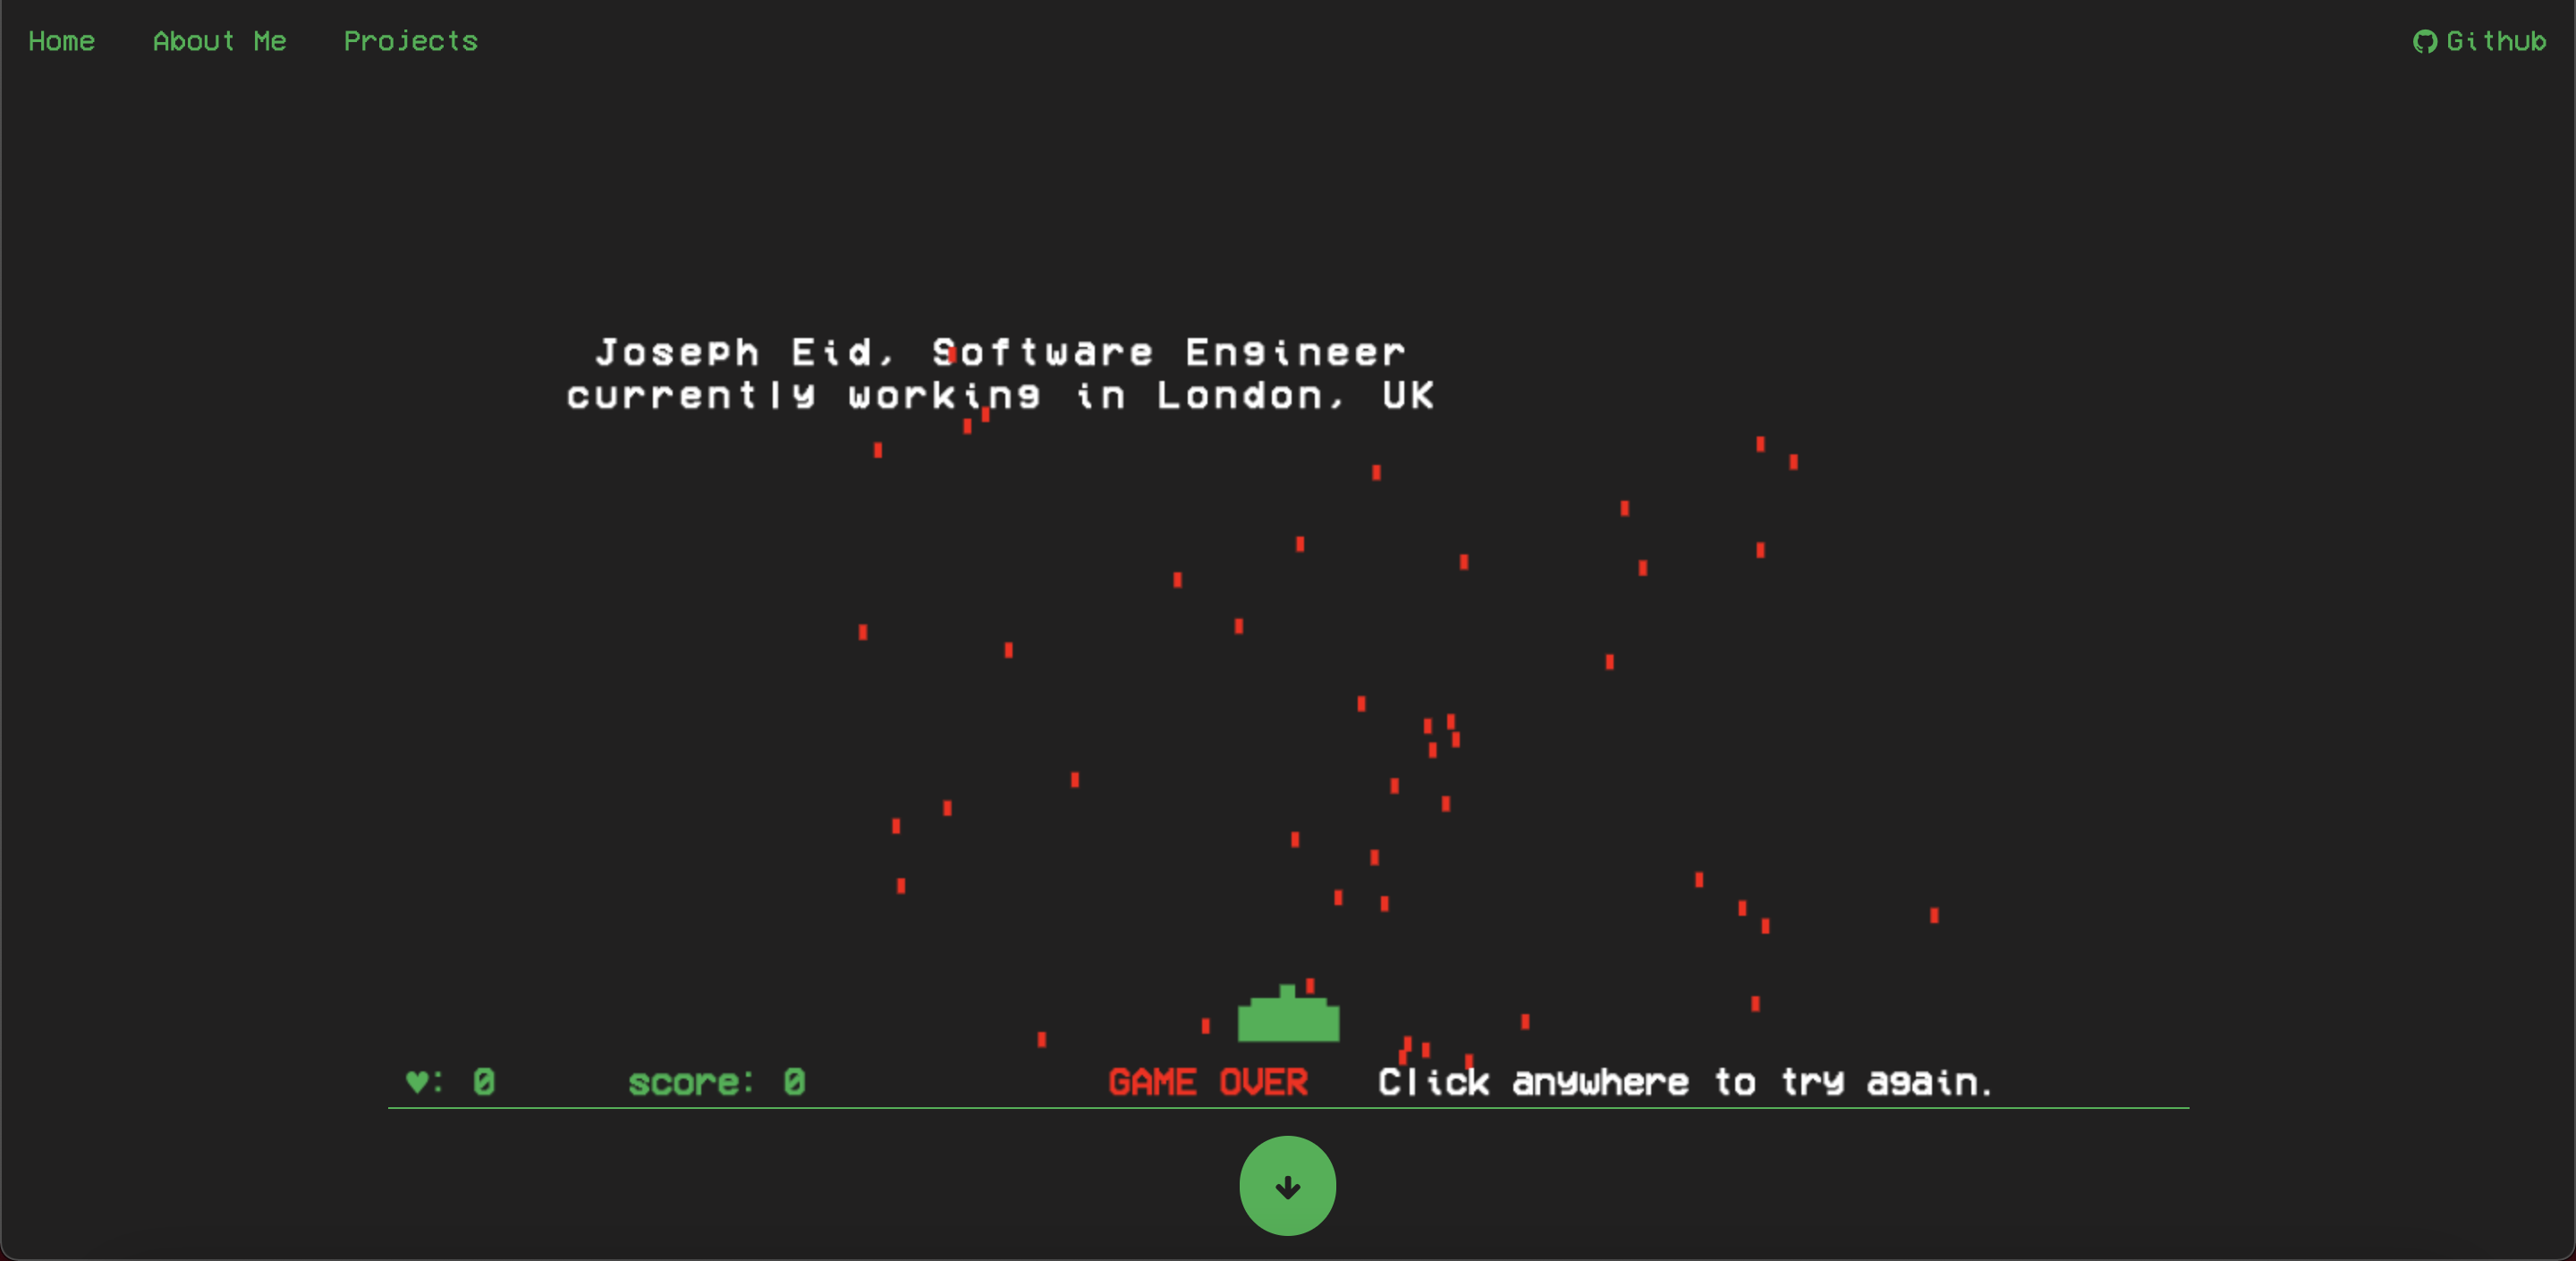 Home About Me Projects Github
Joseph Eid, Software Engineer
currently working in London, UK
♥: 0 score: 0 GAME OVER Click anywhere to try again.